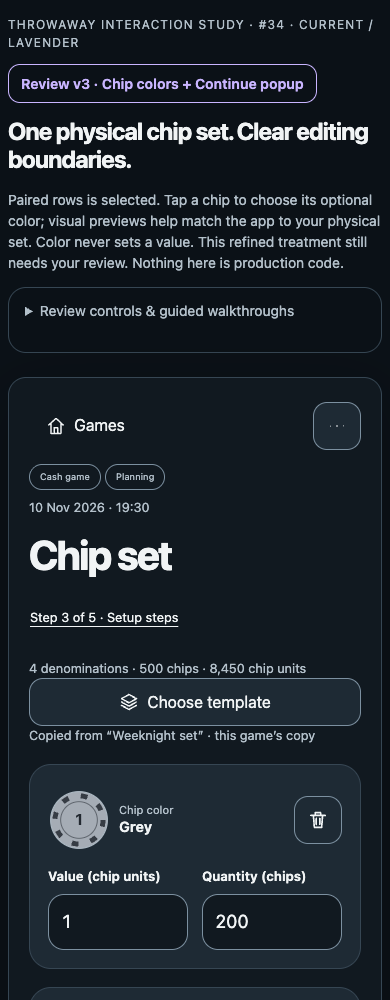 THROWAWAY INTERACTION STUDY · #34 · CURRENT /
LAVENDER
Review v3 · Chip colors + Continue popup
One physical chip set. Clear editing
boundaries.
Paired rows is selected. Tap a chip to choose its optional
color; visual previews help match the app to your physical
set. Color never sets a value. This refined treatment still
needs your review. Nothing here is production code.
▶ Review controls & guided walkthroughs
Games
···
Cash game
Planning
10 Nov 2026 · 19:30
Chip set
Step 3 of 5 · Setup steps
4 denominations · 500 chips · 8,450 chip units
Choose template
Copied from “Weeknight set” · this game’s copy
1
Chip color
Grey
Value (chip units)
Quantity (chips)
1
200